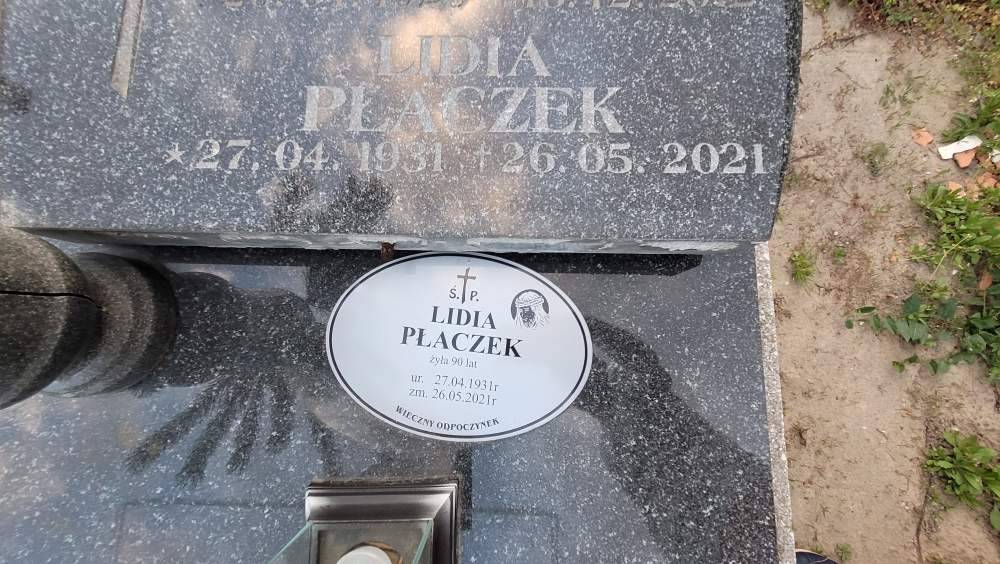 LIDIA
PŁACZEK
★27. 04. 1931 †26. 05. 2021
Ś. P.
LIDIA
PŁACZEK
żyła 90 lat
ur. 27.04.1931r
zm. 26.05.2021r
WIECZNY ODPOCZYNEK